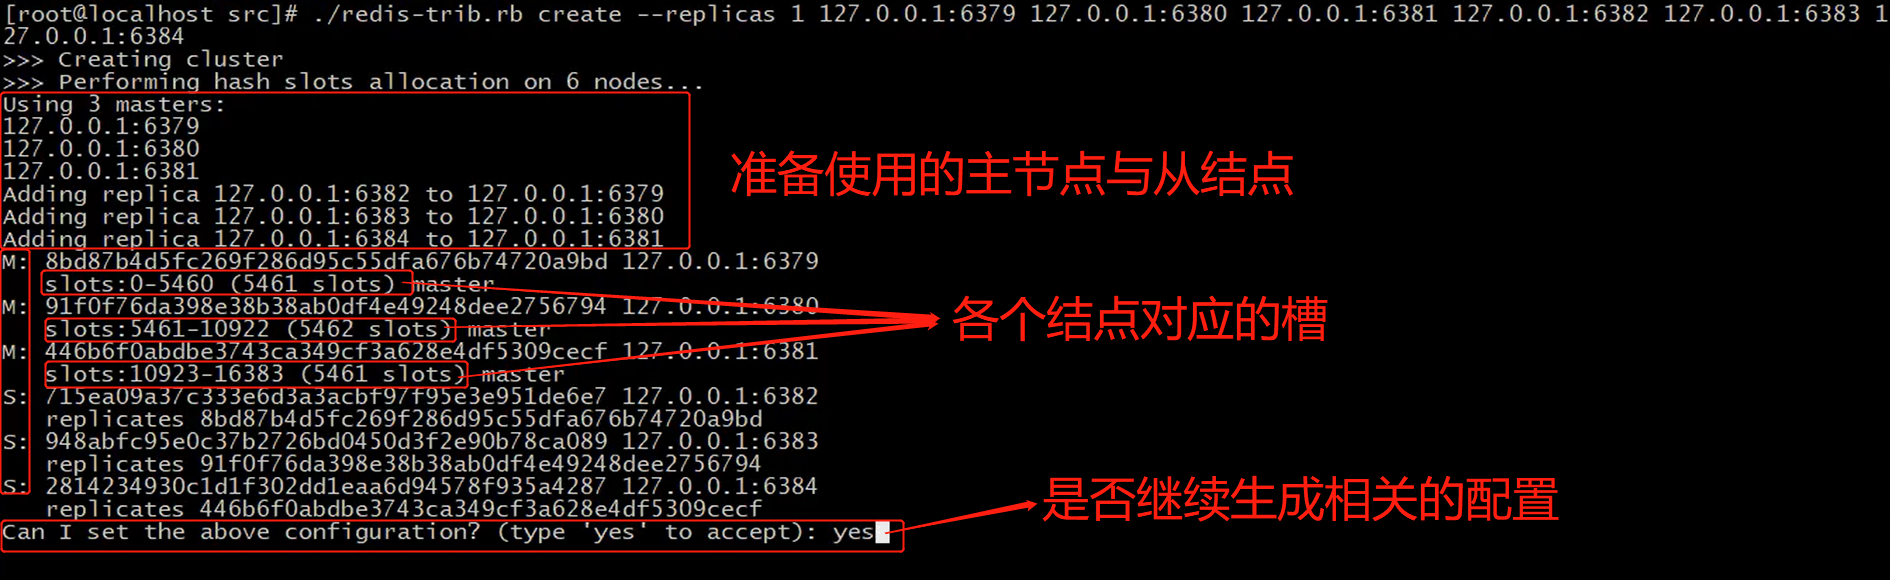 [root@localhost src]# ./redis-trib.rb create --replicas 1 127.0.0.1:6379 127.0.0.1:6380 127.0.0.1:6381 127.0.0.1:6382 127.0.0.1:6383 1
27.0.0.1:6384
>>> Creating cluster
>>> Performing hash slots allocation on 6 nodes...
Using 3 masters:
127.0.0.1:6379
127.0.0.1:6380
127.0.0.1:6381
准备使用的主节点与从结点
Adding replica 127.0.0.1:6382 to 127.0.0.1:6379
Adding replica 127.0.0.1:6383 to 127.0.0.1:6380
Adding replica 127.0.0.1:6384 to 127.0.0.1:6381
M: 8bd87b4d5fc269f286d95c55dfa676b74720a9bd 127.0.0.1:6379
slots:0-5460 (5461 slots) master
M: 91f0f76da398e38b38ab0df4e49248dee2756794 127.0.0.1:6380
slots:5461-10922 (5462 slots) master
各个结点对应的槽
M: 446b6f0abdbe3743ca349cf3a628e4df5309cecf 127.0.0.1:6381
slots:10923-16383 (5461 slots) master
S: 715ea09a37c333e6d3a3acbf97f95e3e951de6e7 127.0.0.1:6382
replicates 8bd87b4d5fc269f286d95c55dfa676b74720a9bd
S: 948abfc95e0c37b2726bd0450d3f2e90b78ca089 127.0.0.1:6383
replicates 91f0f76da398e38b38ab0df4e49248dee2756794
S: 2814234930c1d1f302dd1eaa6d94578f935a4287 127.0.0.1:6384
是否继续生成相关的配置
replicates 446b6f0abdbe3743ca349cf3a628e4df5309cecf
Can I set the above configuration? (type 'yes' to accept): yes